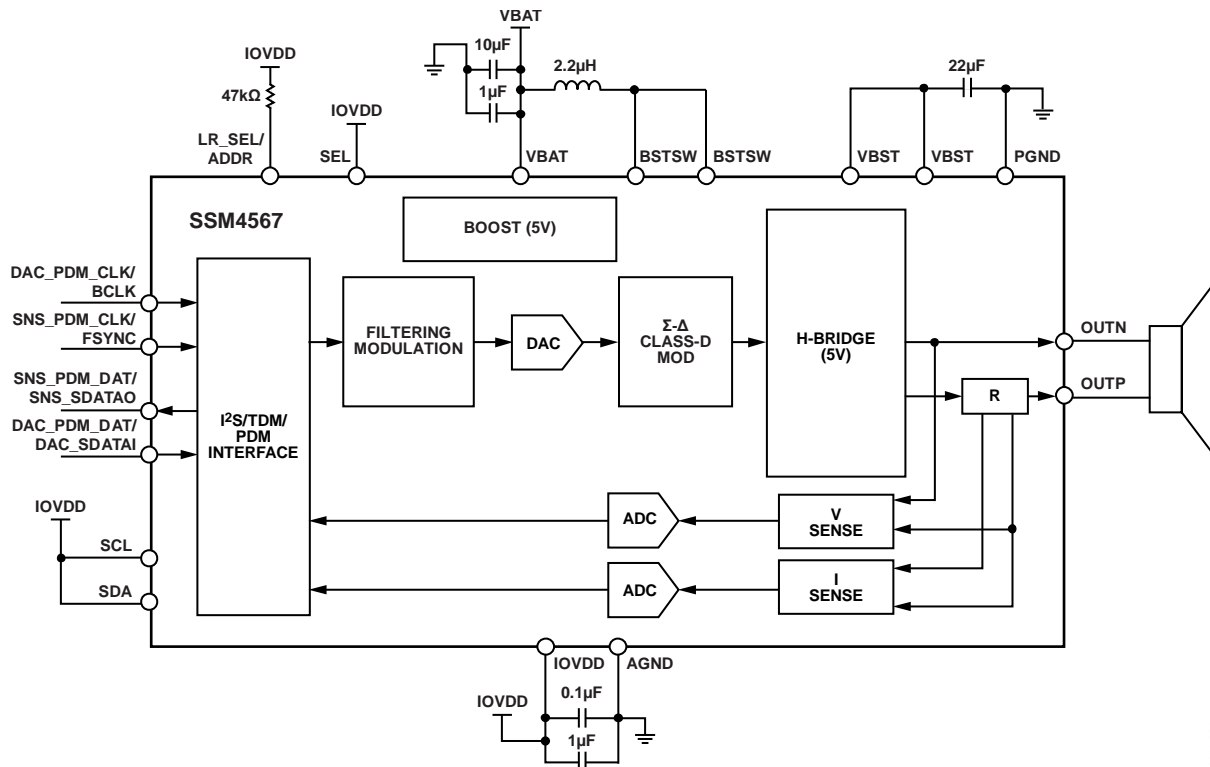 VBAT
IOVDD
10µF
2.2µH
22µF
47kΩ
1µF
IOVDD
LR_SEL/
ADDR
SEL
VBAT
BSTSW
BSTSW
VBST
VBST
PGND
SSM4567
BOOST (5V)
DAC_PDM_CLK/
BCLK
SNS_PDM_CLK/
FSYNC
SNS_PDM_DAT/
SNS_SDATAO
DAC_PDM_DAT/
DAC_SDATAI
I²S/TDM/
PDM
INTERFACE
FILTERING
MODULATION
DAC
Σ-Δ
CLASS-D
MOD
H-BRIDGE
(5V)
OUTN
OUTP
R
IOVDD
SCL
SDA
ADC
V
SENSE
ADC
I
SENSE
IOVDD
AGND
IOVDD
0.1µF
1µF